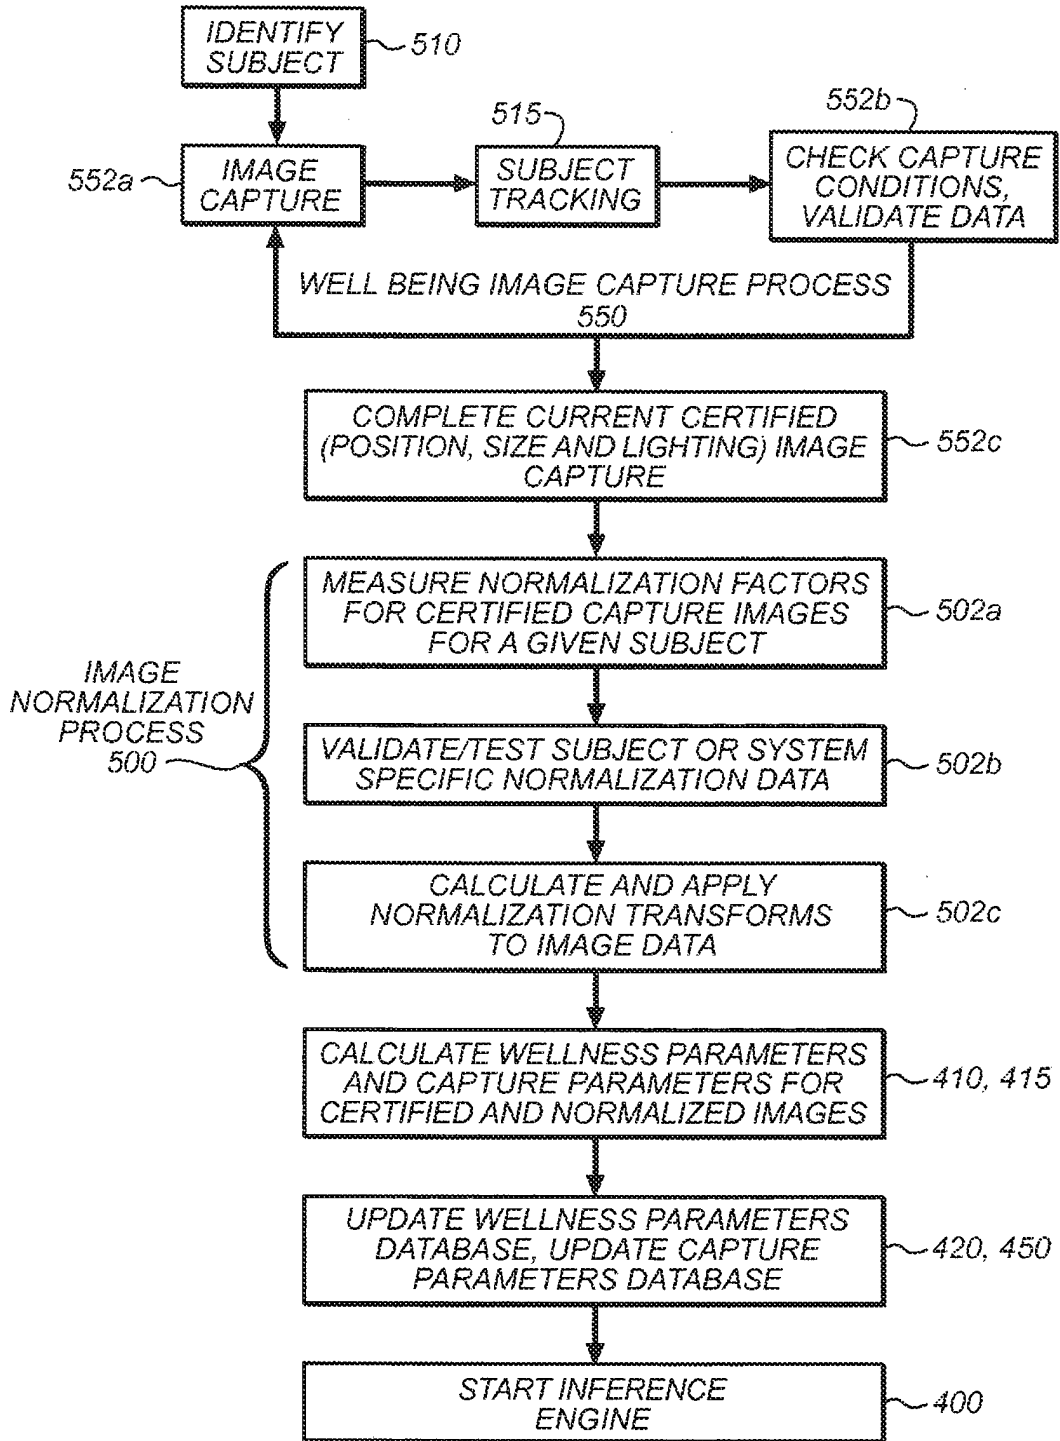 IDENTIFY
SUBJECT
510
552a
IMAGE
CAPTURE
515
SUBJECT
TRACKING
552b
CHECK CAPTURE
CONDITIONS,
VALIDATE DATA
WELL BEING IMAGE CAPTURE PROCESS
550
COMPLETE CURRENT CERTIFIED
(POSITION, SIZE AND LIGHTING) IMAGE
CAPTURE
552c
IMAGE
NORMALIZATION
PROCESS
500
MEASURE NORMALIZATION FACTORS
FOR CERTIFIED CAPTURE IMAGES
FOR A GIVEN SUBJECT
502a
VALIDATE/TEST SUBJECT OR SYSTEM
SPECIFIC NORMALIZATION DATA
502b
CALCULATE AND APPLY
NORMALIZATION TRANSFORMS
TO IMAGE DATA
502c
CALCULATE WELLNESS PARAMETERS
AND CAPTURE PARAMETERS FOR
CERTIFIED AND NORMALIZED IMAGES
410, 415
UPDATE WELLNESS PARAMETERS
DATABASE, UPDATE CAPTURE
PARAMETERS DATABASE
420, 450
START INFERENCE
ENGINE
400